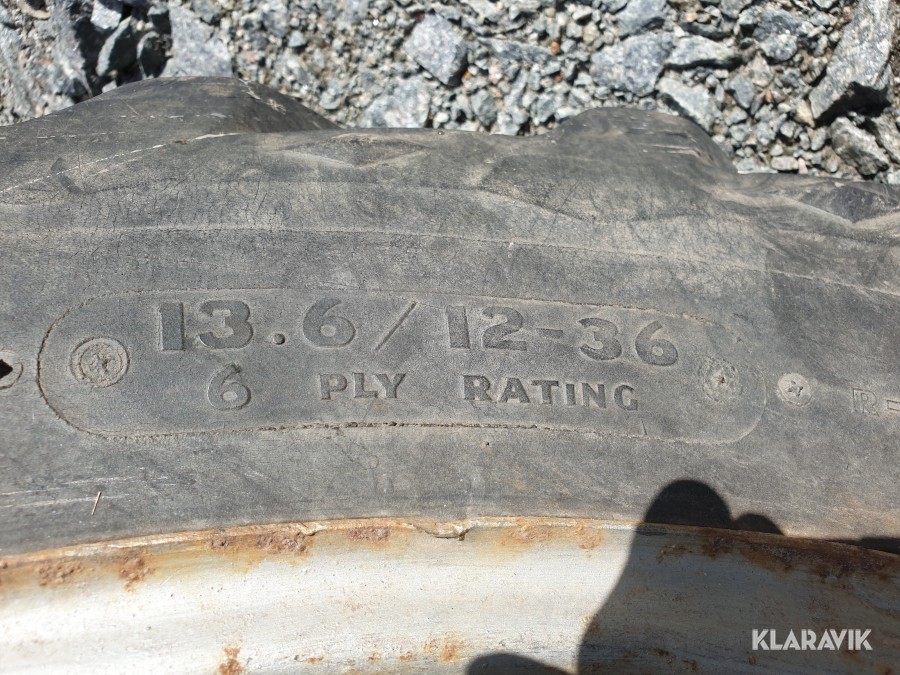 13.6/12-36
6 PLY RATING
R-
KLARAVIK